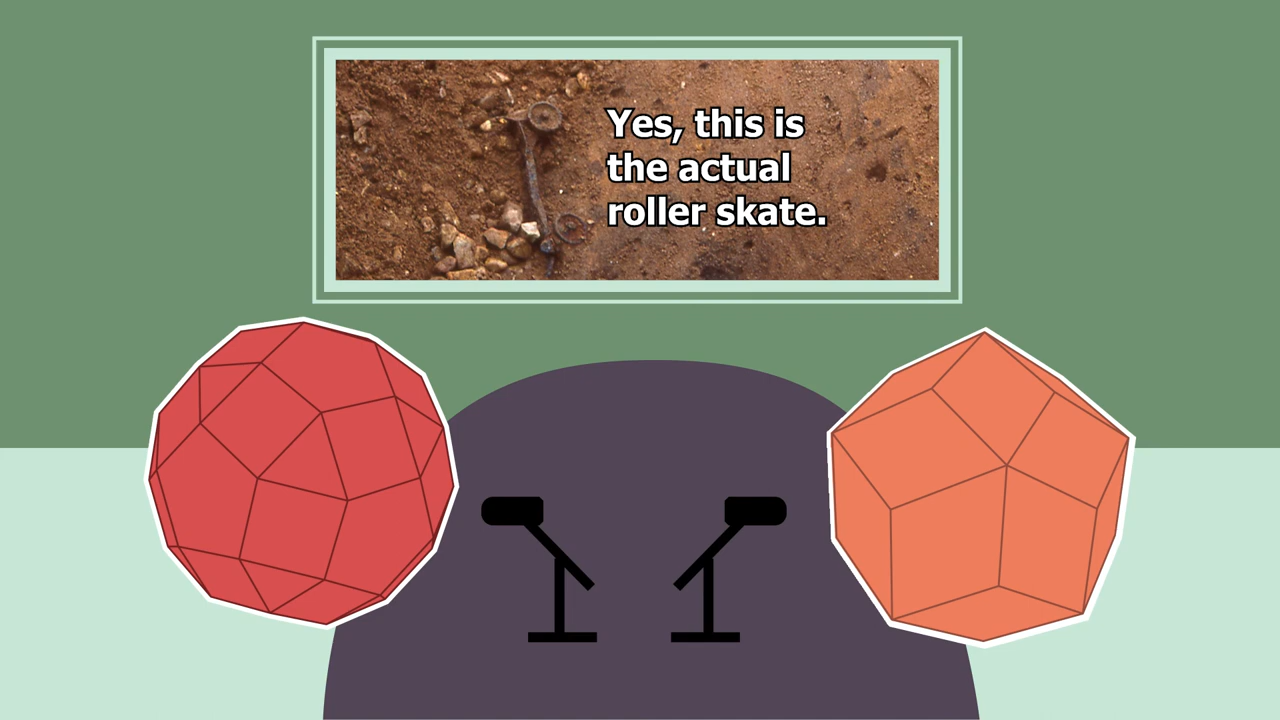 Yes, this is
the actual
roller skate.